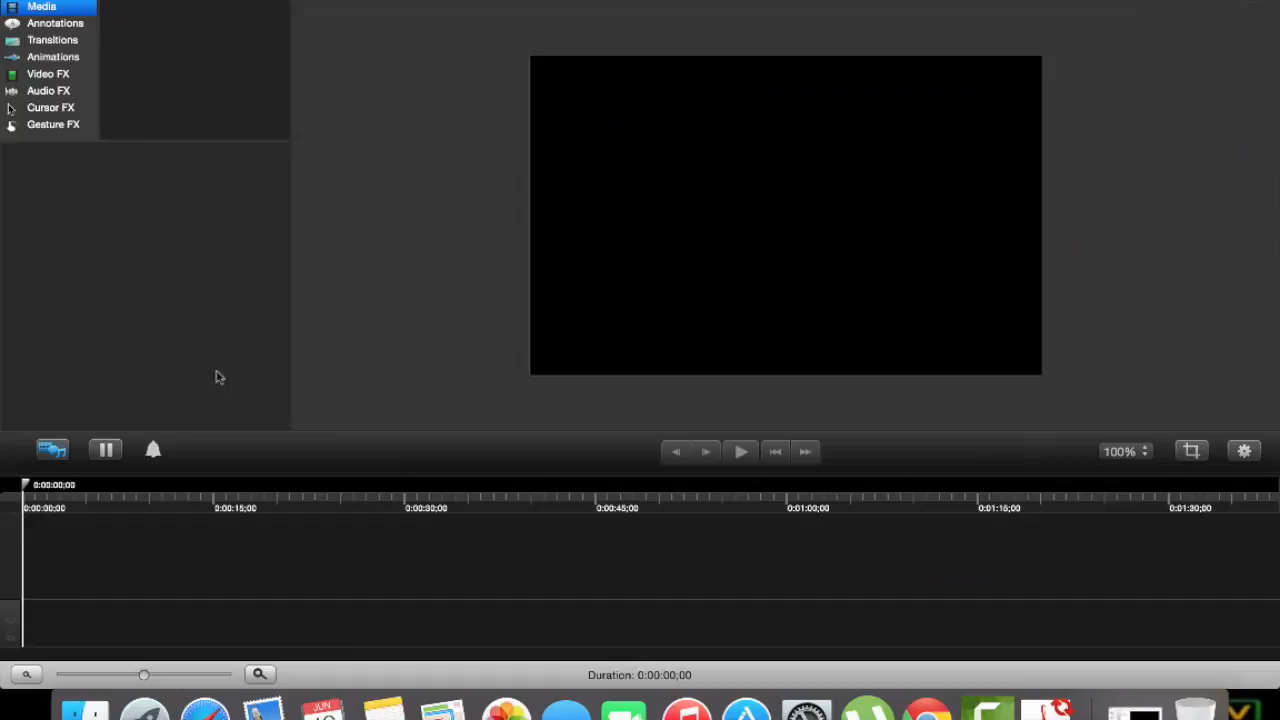 Media
Annotations
Transitions
Animations
Video FX
Audio FX
Cursor FX
Gesture FX
100%
0:00:00;00
0:00:00;00 0:00:15;00 0:00:30;00 0:00:45;00 0:01:00;00 0:01:15;00 0:01:30;00
Duration: 0:00:00;00
JUN